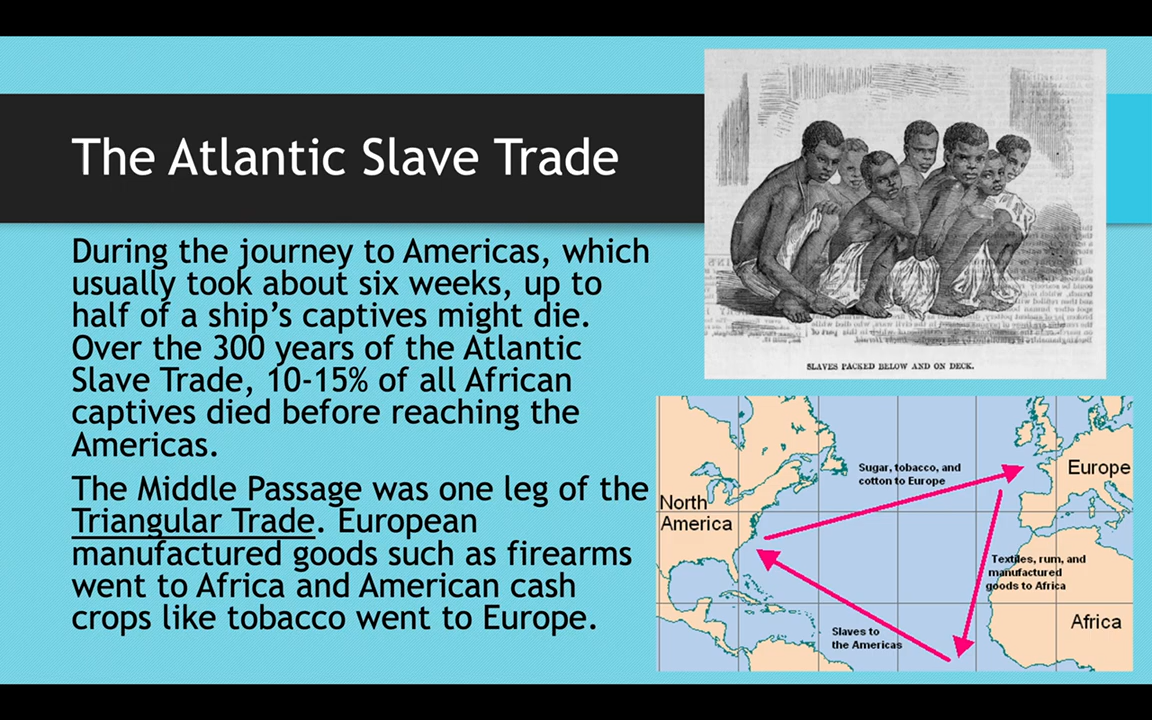 The Atlantic Slave Trade
During the journey to Americas, which
usually took about six weeks, up to
half of a ship's captives might die.
Over the 300 years of the Atlantic
Slave Trade, 10-15% of all African
captives died before reaching the
Americas.
The Middle Passage was one leg of the
Triangular Trade. European
manufactured goods such as firearms
went to Africa and American cash
crops like tobacco went to Europe.
SLAVES PACKED BELOW AND ON DECK.
Sugar, tobacco, and
cotton to Europe
Europe
North
America
Textiles, rum, and
manufactured
goods to Africa
Africa
Slaves to
the Americas